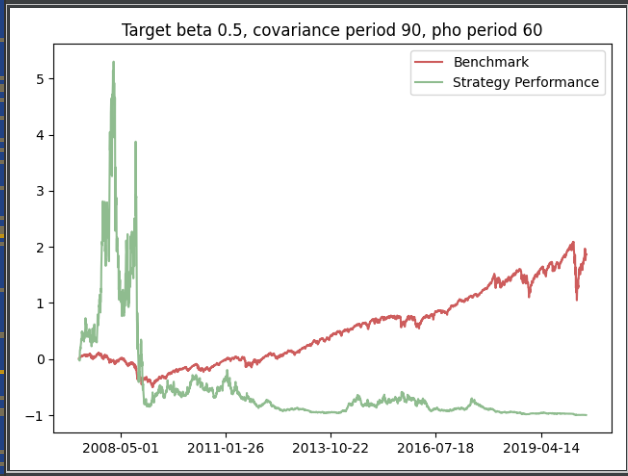 Target beta 0.5, covariance period 90, pho period 60
Benchmark
Strategy Performance
5
4
3
2
1
0
−1
2008-05-01 2011-01-26 2013-10-22 2016-07-18 2019-04-14